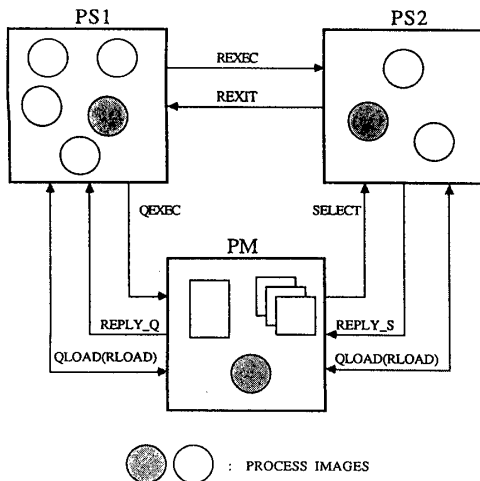 PS1
PS2
REXEC
REXIT
QEXEC
SELECT
PM
REPLY_Q
REPLY_S
QLOAD(RLOAD)
QLOAD(RLOAD)
: PROCESS IMAGES